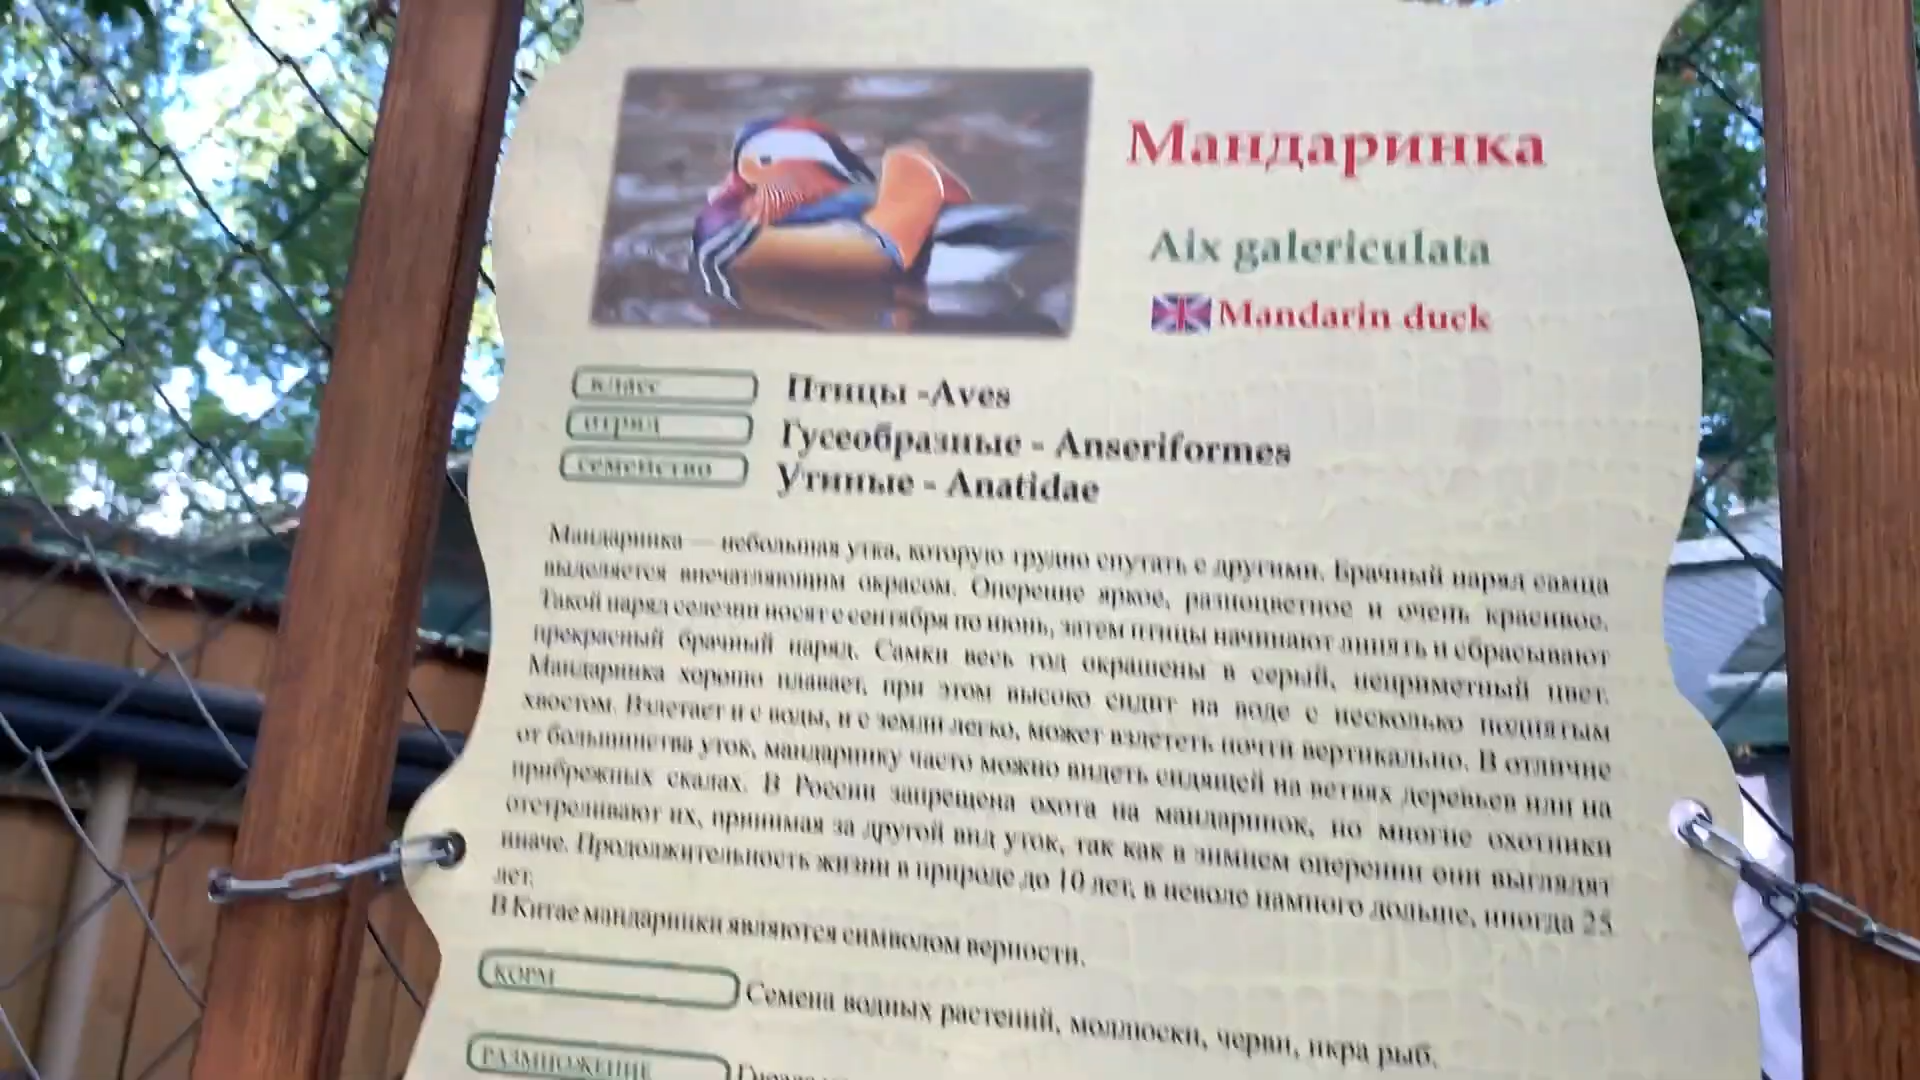 Мандаринка
Aix galericulata
Mandarin duck
класс
Птицы -Aves
отряд
Гусеобразные - Anseriformes
семейство
Утиные - Anatidae
Мандаринка — небольшая утка, которую трудно спутать с другими. Брачный наряд самца
выделяется впечатляющим окрасом. Оперение яркое, разноцветное и очень красивое.
Такой наряд селезни носят с сентября по июнь, затем птицы начинают линять и сбрасывают
прекрасный брачный наряд. Самки весь год окрашены в серый, неприметный цвет.
Мандаринка хорошо плавает, при этом высоко сидит на воде с несколько поднятым
хвостом. Взлетает и с воды, и с земли легко, может взлететь почти вертикально. В отличие
от большинства уток, мандаринку часто можно видеть сидящей на ветвях деревьев или на
прибрежных скалах. В России запрещена охота на мандаринок, но многие охотники
отстреливают их, принимая за другой вид уток, так как в зимнем оперении они выглядят
иначе. Продолжительность жизни в природе до 10 лет, в неволе намного дольше, иногда 25
лет.
В Китае мандаринки являются символом верности.
КОРМ
Семена водных растений, моллюски, черви, икра рыб.
РАЗМНОЖЕНИЕ